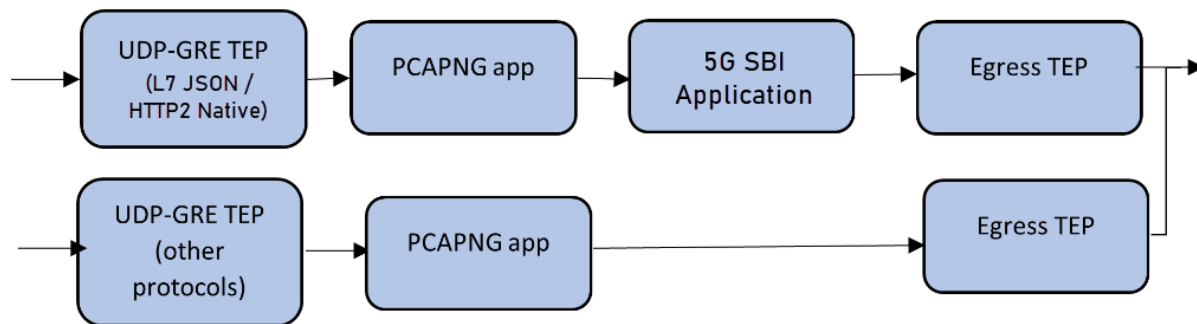 UDP-GRE TEP
(L7 JSON /
HTTP2 Native)
PCAPNG app
5G SBI
Application
Egress TEP
UDP-GRE TEP
(other
protocols)
PCAPNG app
Egress TEP